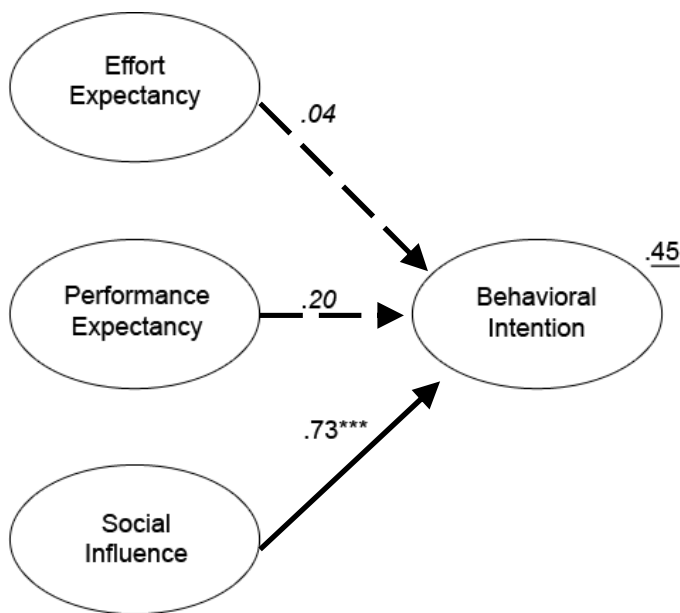 Effort
Expectancy
.04
Performance
Expectancy
.20
Behavioral
Intention
.45
.73***
Social
Influence